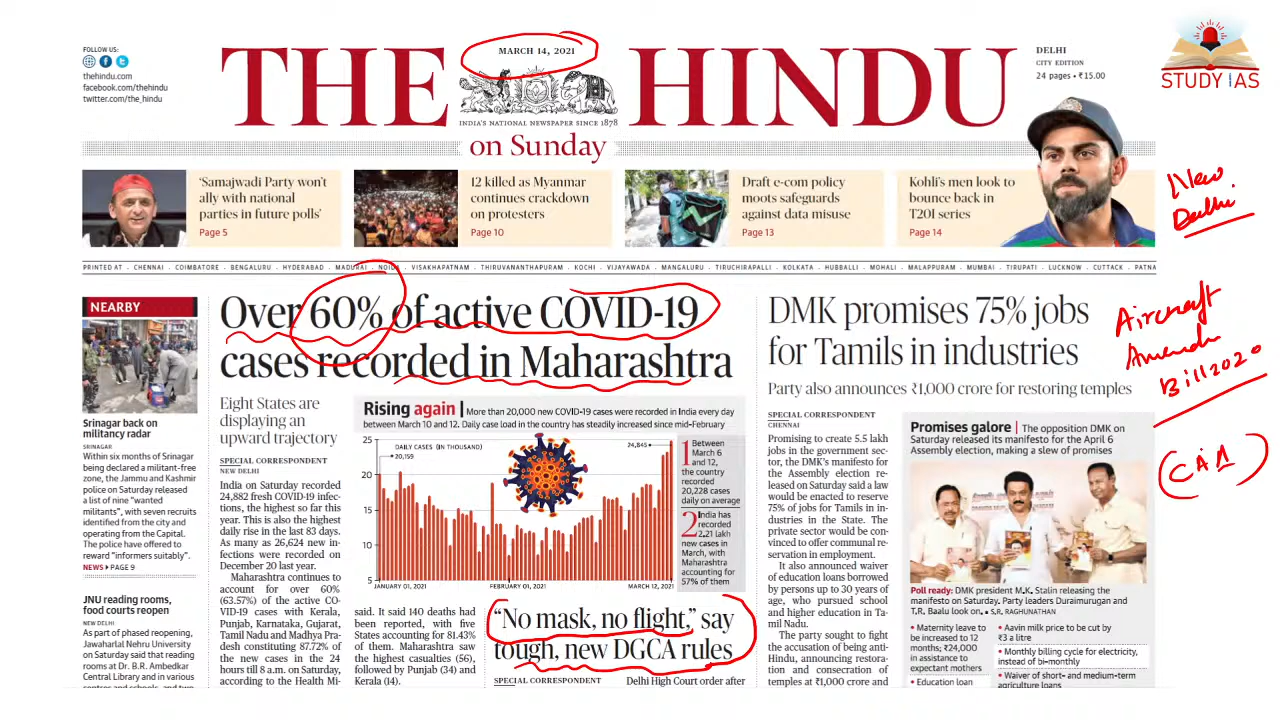 FOLLOW US:
thehindu.com
facebook.com/thehindu
twitter.com/the_hindu
THE HINDU
MARCH 14, 2021
INDIA'S NATIONAL NEWSPAPER SINCE 1878
on Sunday
DELHI
CITY EDITION
24 pages • ₹15.00
STUDY IAS
'Samajwadi Party won't
ally with national
parties in future polls'
Page 5
12 killed as Myanmar
continues crackdown
on protesters
Page 10
Draft e-com policy
moots safeguards
against data misuse
Page 13
Kohli's men look to
bounce back in
T20I series
Page 14
New
Delhi
PRINTED AT . CHENNAI . COIMBATORE . BENGALURU . HYDERABAD . MADURAI . NOIDA . VISAKHAPATNAM . THIRUVANANTHAPURAM . KOCHI . VIJAYAWADA . MANGALURU . TIRUCHIRAPALLI . KOLKATA . HUBBALLI . MOHALI . MALAPPURAM . MUMBAI . TIRUPATI . LUCKNOW . CUTTACK . PATNA
NEARBY
Srinagar back on
militancy radar
SRINAGAR
Within six months of Srinagar
being declared a militant-free
zone, the Jammu and Kashmir
police on Saturday released
a list of nine "wanted
militants", with seven recruits
identified from the city and
operating from the Capital.
The police have offered to
reward "informers suitably".
NEWS ▸ PAGE 9
JNU reading rooms,
food courts reopen
NEW DELHI
As part of phased reopening,
Jawaharlal Nehru University
on Saturday said that reading
rooms at Dr. B.R. Ambedkar
Central Library and in various
Over 60% of active COVID-19
cases recorded in Maharashtra
Eight States are
displaying an
upward trajectory
SPECIAL CORRESPONDENT
NEW DELHI
India on Saturday recorded
24,882 fresh COVID-19 infec-
tions, the highest so far this
year. This is also the highest
daily rise in the last 83 days.
As many as 26,624 new in-
fections were recorded on
December 20 last year.
Maharashtra continues to
account for over 60%
(63.57%) of the active CO-
VID-19 cases with Kerala,
Punjab, Karnataka, Gujarat,
Tamil Nadu and Madhya Pra-
desh constituting 87.72% of
the new cases in the 24
hours till 8 a.m. on Saturday,
according to the Health Mi-
Rising again | More than 20,000 new COVID-19 cases were recorded in India every day
between March 10 and 12. Daily case load in the country has steadily increased since mid-February
DAILY CASES (IN THOUSAND)
25
20
15
10
5
20,159
24,845
JANUARY 01, 2021
FEBRUARY 01, 2021
MARCH 12, 2021
1 Between
March 6
and 12,
the country
recorded
20,228 cases
daily on average
2 India has
recorded
2.21 lakh
new cases in
March, with
Maharashtra
accounting for
57% of them
said. It said 140 deaths had
been reported, with five
States accounting for 81.43%
of them. Maharashtra saw
the highest casualties (56),
followed by Punjab (34) and
Kerala (14).
"No mask, no flight," say
tough, new DGCA rules
SPECIAL CORRESPONDENT
Delhi High Court order after
DMK promises 75% jobs
for Tamils in industries
Party also announces ₹1,000 crore for restoring temples
SPECIAL CORRESPONDENT
CHENNAI
Promising to create 5.5 lakh
jobs in the government sec-
tor, the DMK's manifesto for
the Assembly election re-
leased on Saturday said a law
would be enacted to reserve
75% of jobs for Tamils in in-
dustries in the State. The
private sector would be con-
vinced to offer communal re-
servation in employment.
It also announced waiver
of education loans borrowed
by persons up to 30 years of
age, who pursued school
and higher education in Ta-
mil Nadu.
The party sought to fight
the accusation of being anti-
Hindu, announcing restora-
tion and consecration of
temples at ₹1,000 crore and
Promises galore | The opposition DMK on
Saturday released its manifesto for the April 6
Assembly election, making a slew of promises
Poll ready: DMK president M.K. Stalin releasing the
manifesto on Saturday. Party leaders Duraimurugan and
T.R. Baalu look on. • S.R. RAGHUNATHAN
• Maternity leave to
be increased to 12
months; ₹24,000
in assistance to
expectant mothers
• Education loan
• Aavin milk price to be cut by
₹3 a litre
• Monthly billing cycle for electricity,
instead of bi-monthly
• Waiver of short- and medium-term
agriculture loans
Aircraft
Bill 2020